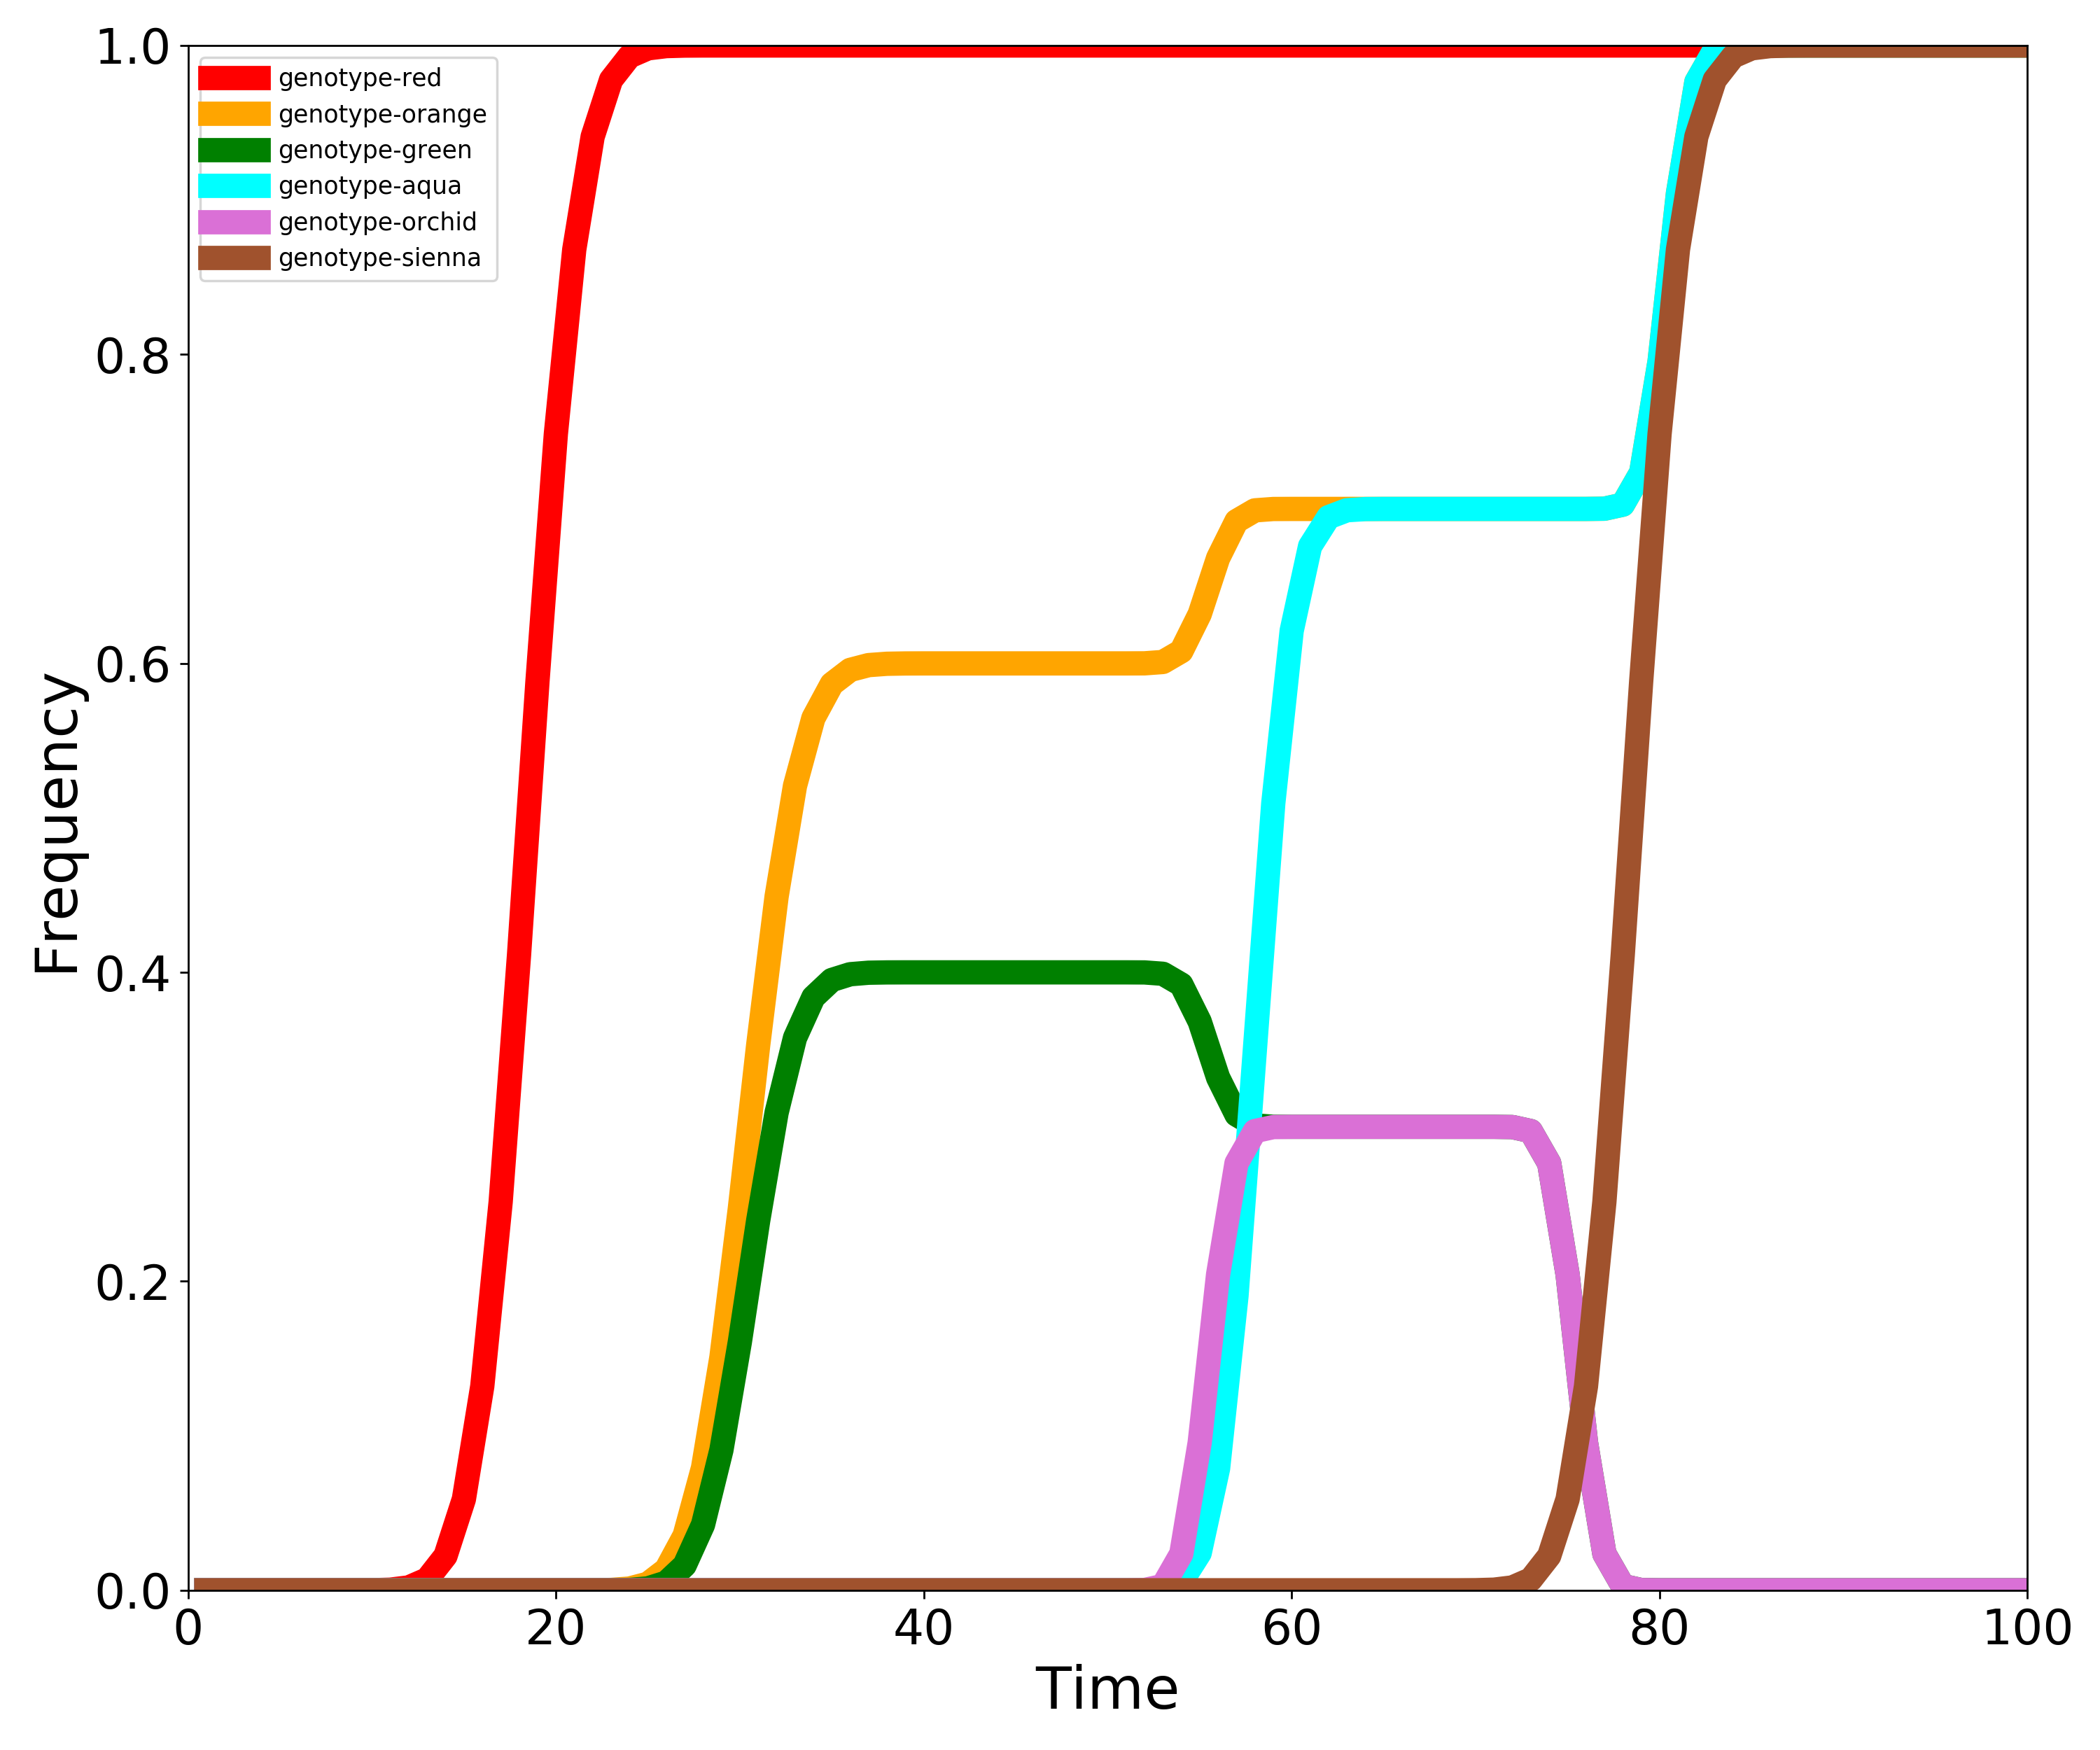 1.0
0.8
0.6
0.4
0.2
0.0
Frequency
genotype-red
genotype-orange
genotype-green
genotype-aqua
genotype-orchid
genotype-sienna
0 20 40 60 80 100
Time